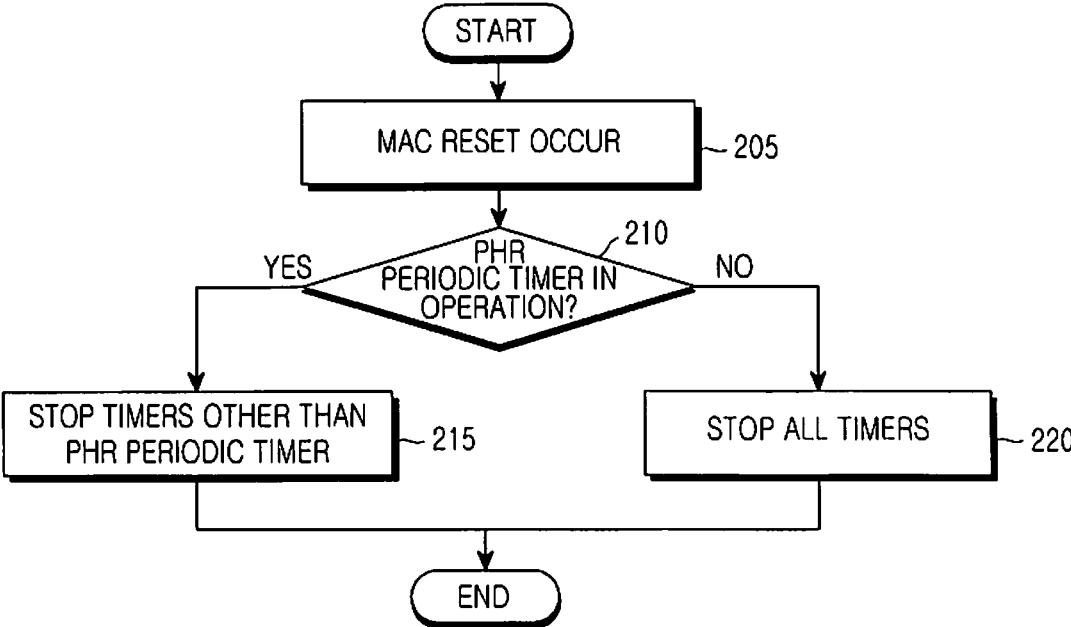 START
MAC RESET OCCUR
205
210
PHR
PERIODIC TIMER IN
OPERATION?
YES
NO
STOP TIMERS OTHER THAN
PHR PERIODIC TIMER
215
STOP ALL TIMERS
220
END